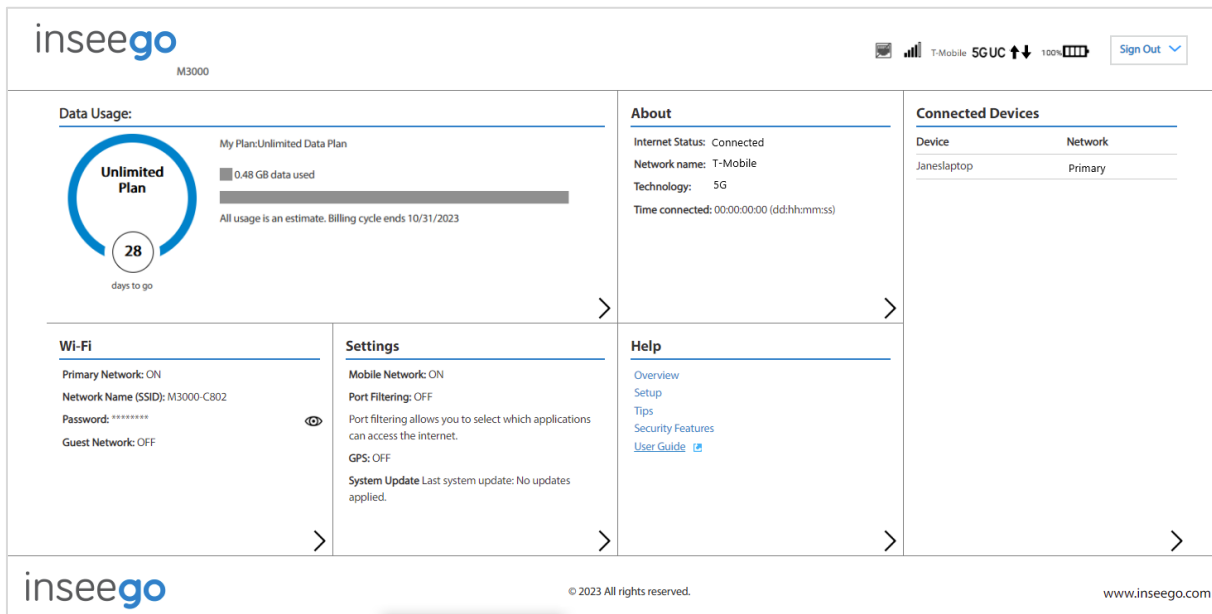 inseego
M3000
T-Mobile 5G UC 100%
Sign Out
Data Usage:
Unlimited
Plan
28
days to go
My Plan:Unlimited Data Plan
0.48 GB data used
All usage is an estimate. Billing cycle ends 10/31/2023
About
Internet Status: Connected
Network name: T-Mobile
Technology: 5G
Time connected: 00:00:00:00 (dd:hh:mm:ss)
Connected Devices
Device Network
Janeslaptop Primary
Wi-Fi
Primary Network: ON
Network Name (SSID): M3000-C802
Password: ********
Guest Network: OFF
Settings
Mobile Network: ON
Port Filtering: OFF
Port filtering allows you to select which applications
can access the internet.
GPS: OFF
System Update Last system update: No updates
applied.
Help
Overview
Setup
Tips
Security Features
User Guide
inseego
© 2023 All rights reserved.
www.inseego.com